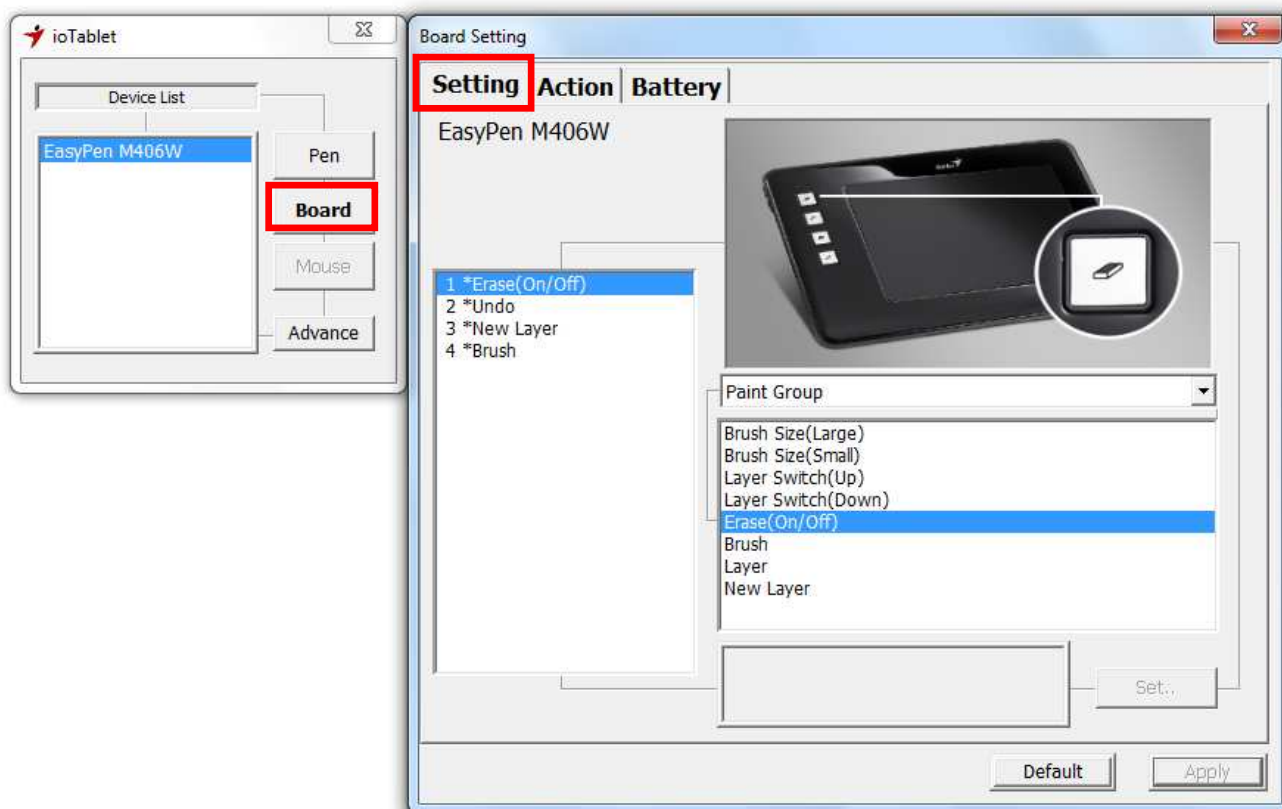 ioTablet
Device List
EasyPen M406W
Pen
Board
Mouse
Advance
Board Setting
Setting
Action
Battery
EasyPen M406W
1 *Erase(On/Off)
2 *Undo
3 *New Layer
4 *Brush
Paint Group
Brush Size(Large)
Brush Size(Small)
Layer Switch(Up)
Layer Switch(Down)
Erase(On/Off)
Brush
Layer
New Layer
Set..
Default
Apply